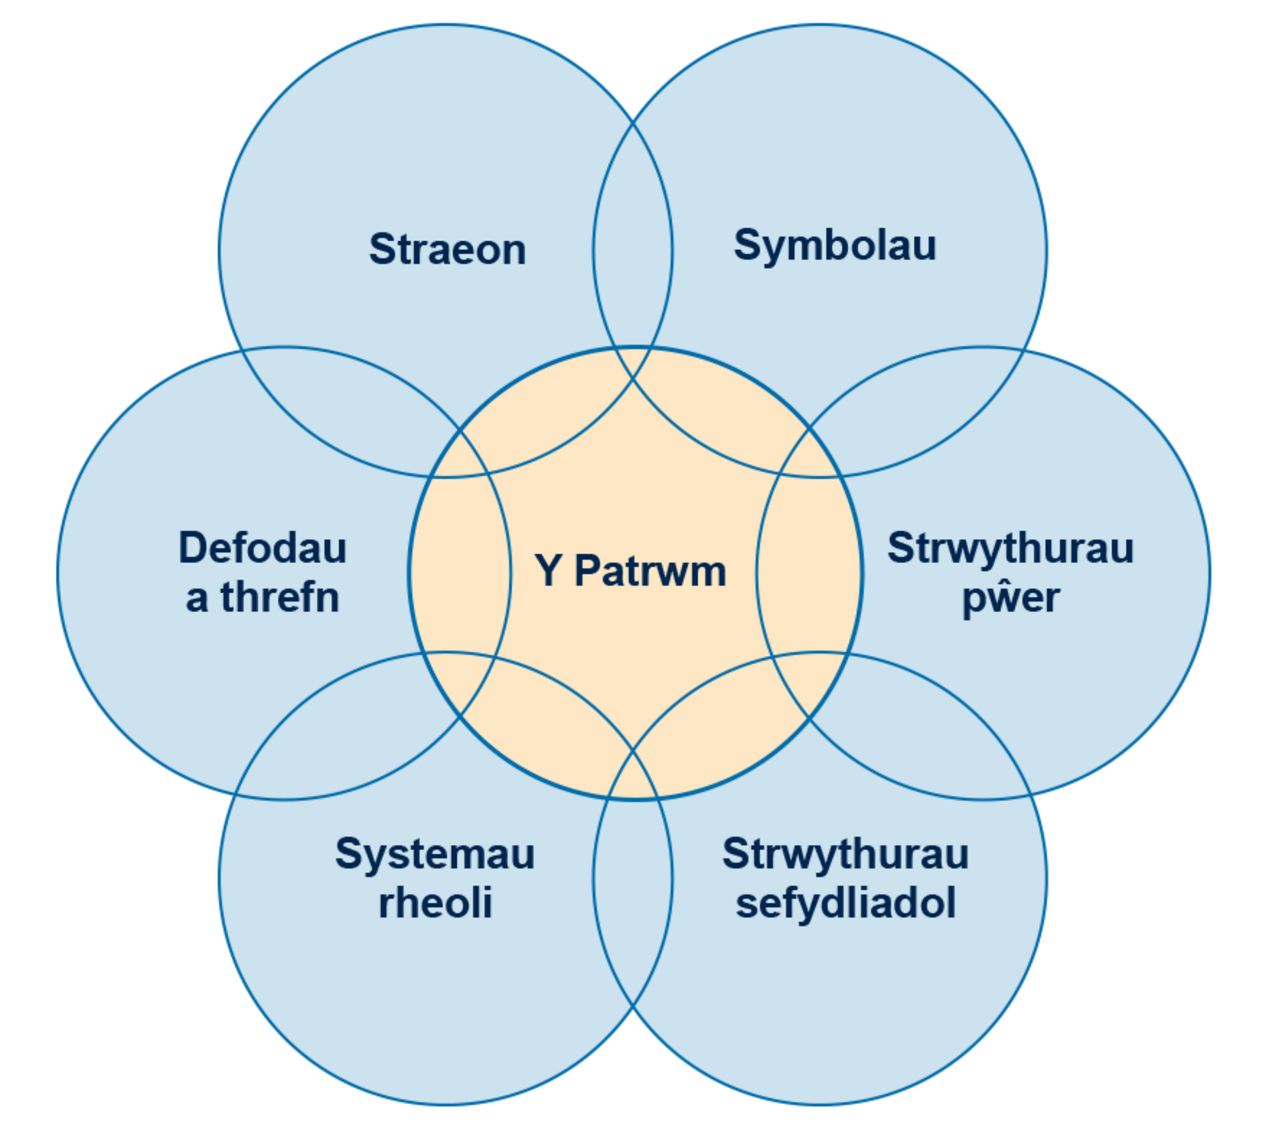 Straeon
Symbolau
Defodau
a threfn
Y Patrwm
Strwythurau
pŵer
Systemau
rheoli
Strwythurau
sefydliadol